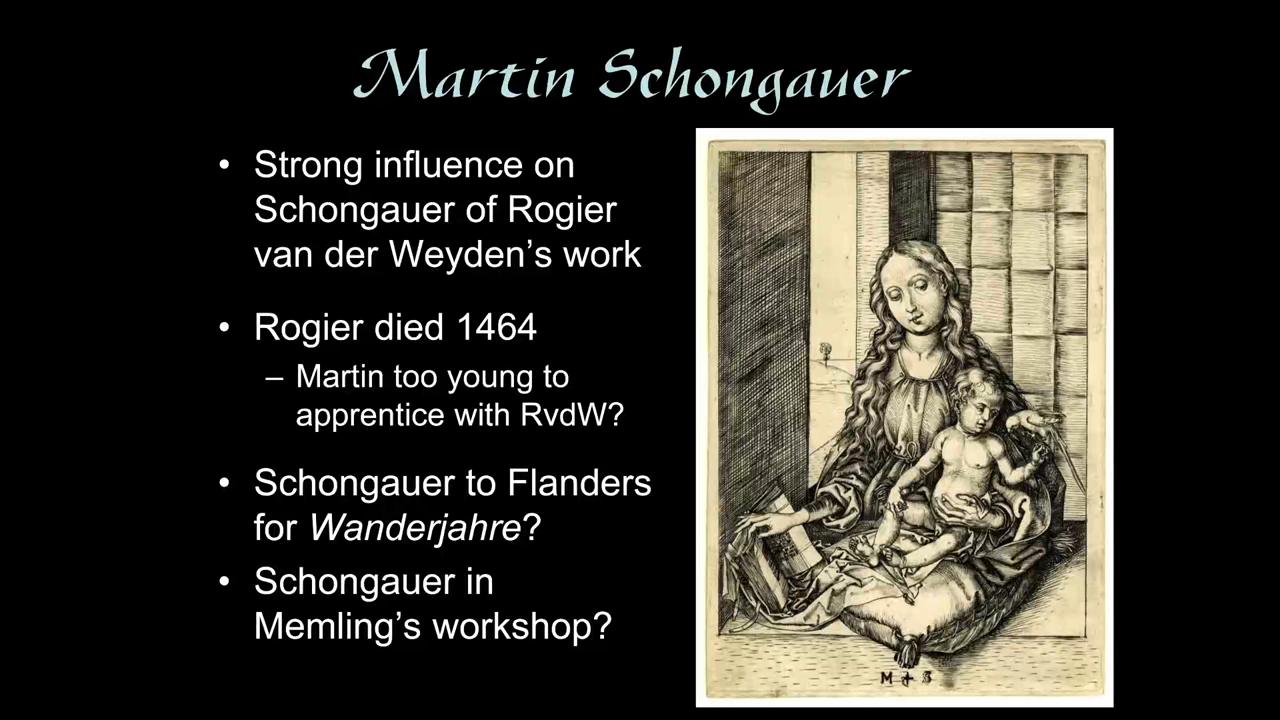 Martin Schongauer
• Strong influence on
Schongauer of Rogier
van der Weyden’s work
• Rogier died 1464
– Martin too young to
apprentice with RvdW?
• Schongauer to Flanders
for Wanderjahre?
• Schongauer in
Memling’s workshop?
M + S